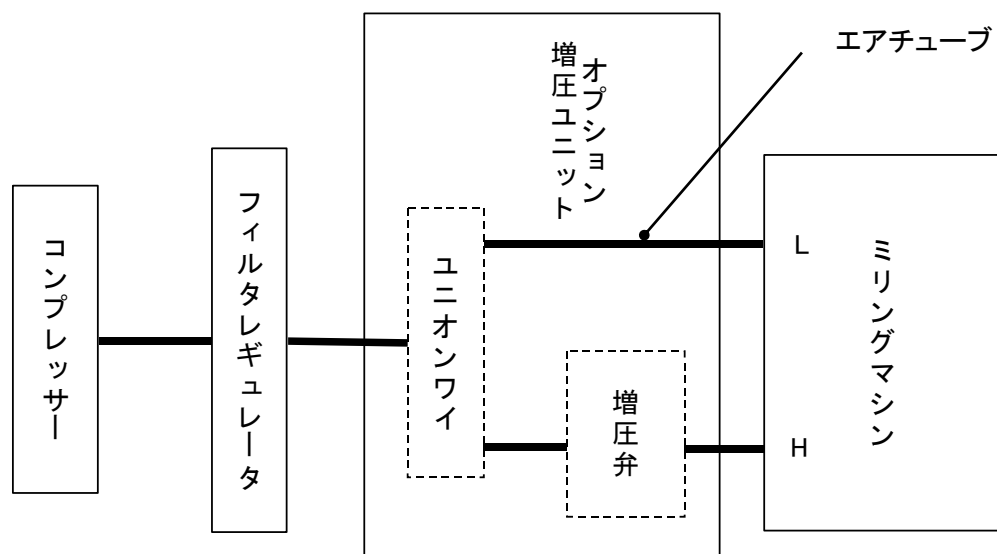 コンプレッサー
フィルタレギュレータ
オプション
増圧ユニット
ユニオンワイ
増圧弁
エアチューブ
L
H
ミリングマシン